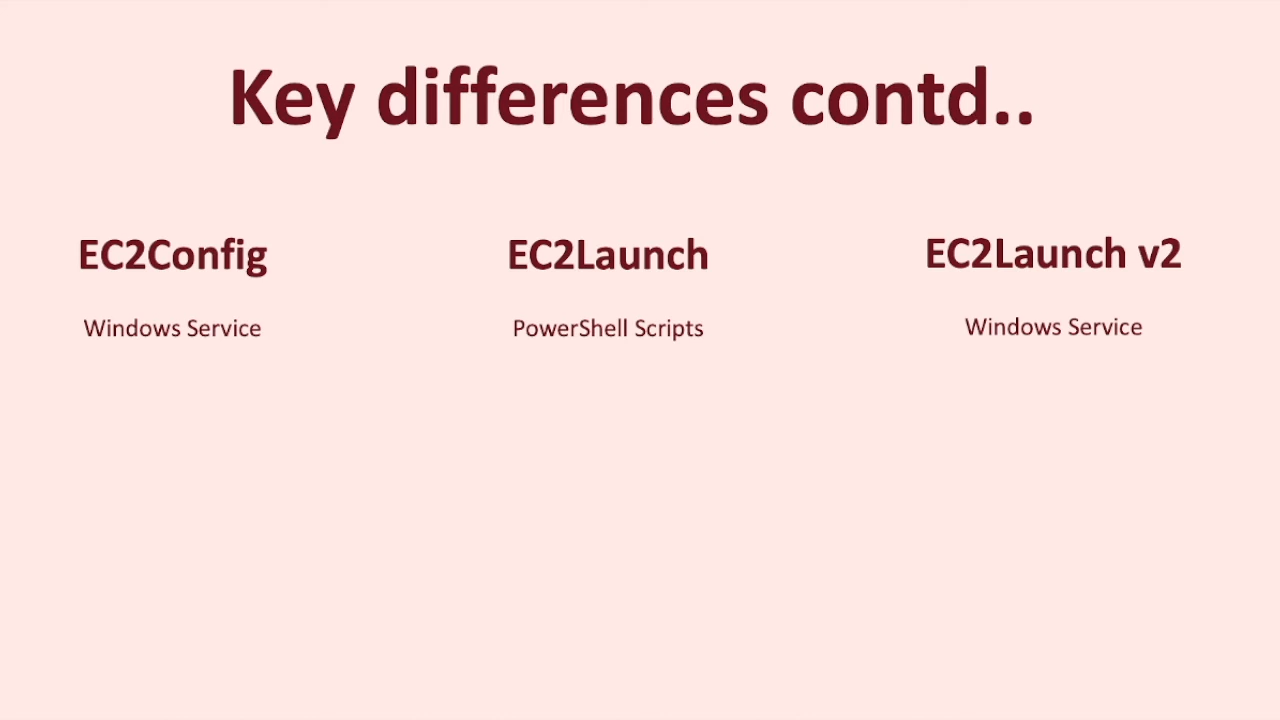 Key differences contd..
EC2Config
EC2Launch
EC2Launch v2
Windows Service
PowerShell Scripts
Windows Service